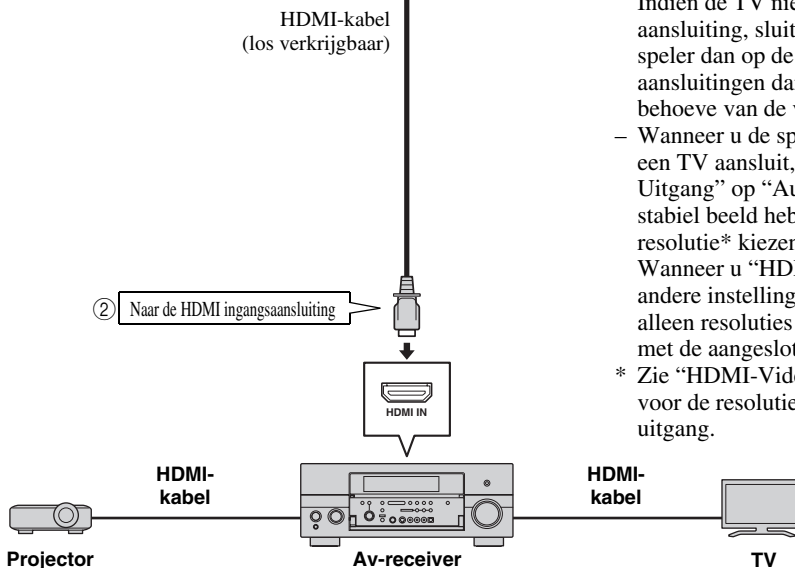 HDMI-kabel
(los verkrijgbaar)
Indien de TV nie
aansluiting, sluit
speler dan op de
aansluitingen da
behoeve van de v
– Wanneer u de sp
een TV aansluit,
Uitgang” op “Au
stabiel beeld heb
resolutie* kiezen
Wanneer u “HD
andere instelling
alleen resoluties
met de aangeslot
* Zie “HDMI-Vide
voor de resolutie
uitgang.
② Naar de HDMI ingangsaansluiting
HDMI IN
HDMI-
kabel
HDMI-
kabel
Projector
Av-receiver
TV